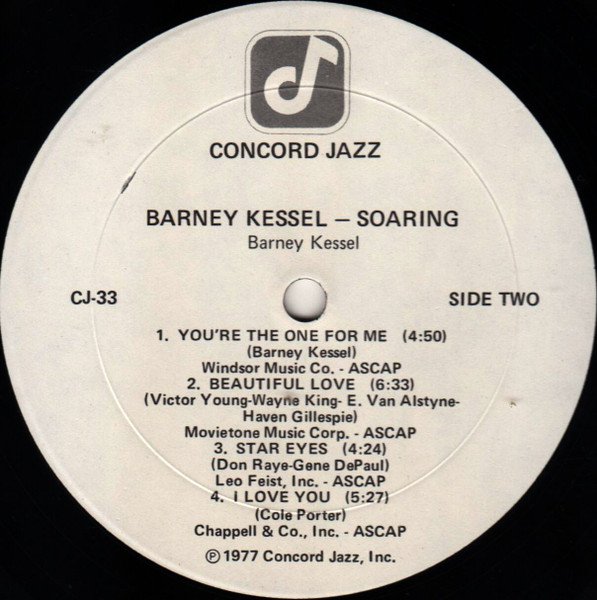 CONCORD JAZZ
BARNEY KESSEL – SOARING
Barney Kessel
CJ-33
SIDE TWO
1. YOU'RE THE ONE FOR ME (4:50)
(Barney Kessel)
Windsor Music Co. - ASCAP
2. BEAUTIFUL LOVE (6:33)
(Victor Young-Wayne King- E. Van Alstyne-
Haven Gillespie)
Movietone Music Corp. - ASCAP
3. STAR EYES (4:24)
(Don Raye-Gene DePaul)
Leo Feist, Inc. - ASCAP
4. I LOVE YOU (5:27)
(Cole Porter)
Chappell & Co., Inc. - ASCAP
℗ 1977 Concord Jazz, Inc.